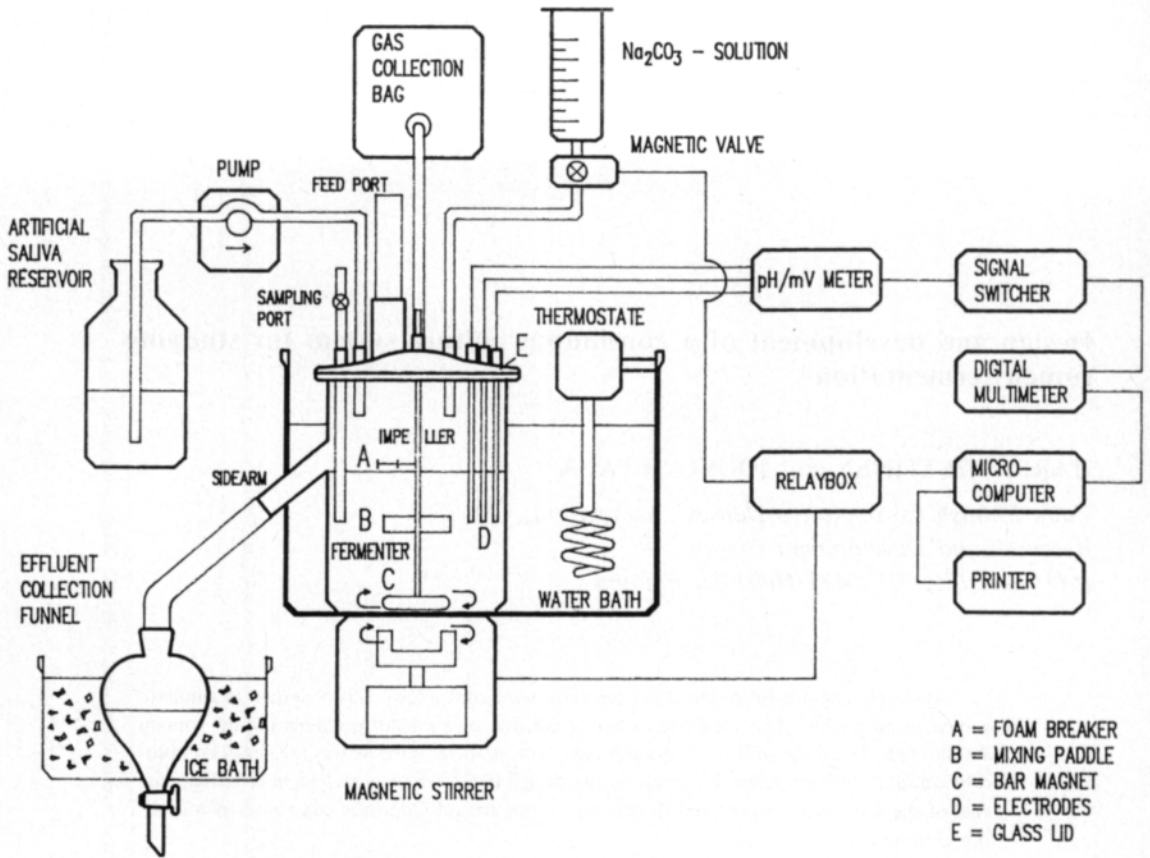 GAS
COLLECTION
BAG
Na₂CO₃ - SOLUTION
MAGNETIC VALVE
PUMP
FEED PORT
ARTIFICIAL
SALIVA
RESERVOIR
SAMPLING
PORT
THERMOSTATE
E
pH/mV METER
SIGNAL
SWITCHER
DIGITAL
MULTIMETER
IMPELLER
A
SIDEARM
B
D
FERMENTER
C
RELAYBOX
MICRO-
COMPUTER
PRINTER
EFFLUENT
COLLECTION
FUNNEL
WATER BATH
ICE BATH
MAGNETIC STIRRER
A = FOAM BREAKER
B = MIXING PADDLE
C = BAR MAGNET
D = ELECTRODES
E = GLASS LID